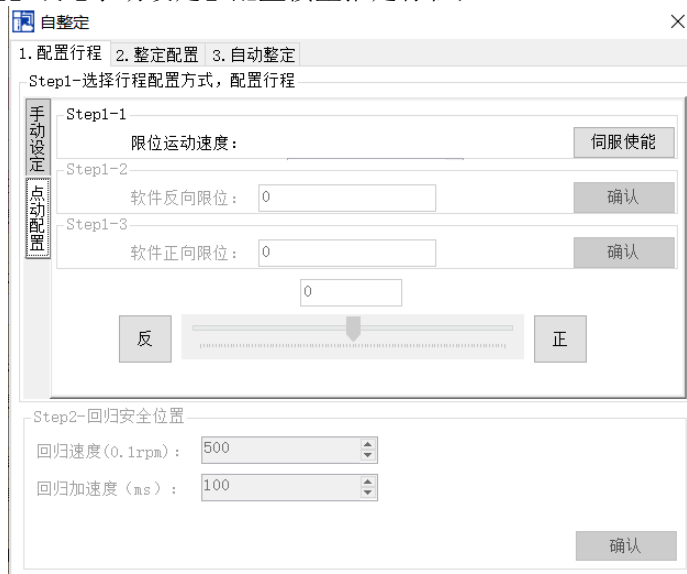 自整定
1.配置行程 2.整定配置 3.自动整定
Step1-选择行程配置方式，配置行程
手动设定
点动配置
Step1-1
限位运动速度：
伺服使能
Step1-2
软件反向限位： 0
确认
Step1-3
软件正向限位： 0
确认
0
反
正
Step2-回归安全位置
回归速度(0.1rpm)： 500
回归加速度（ms）： 100
确认